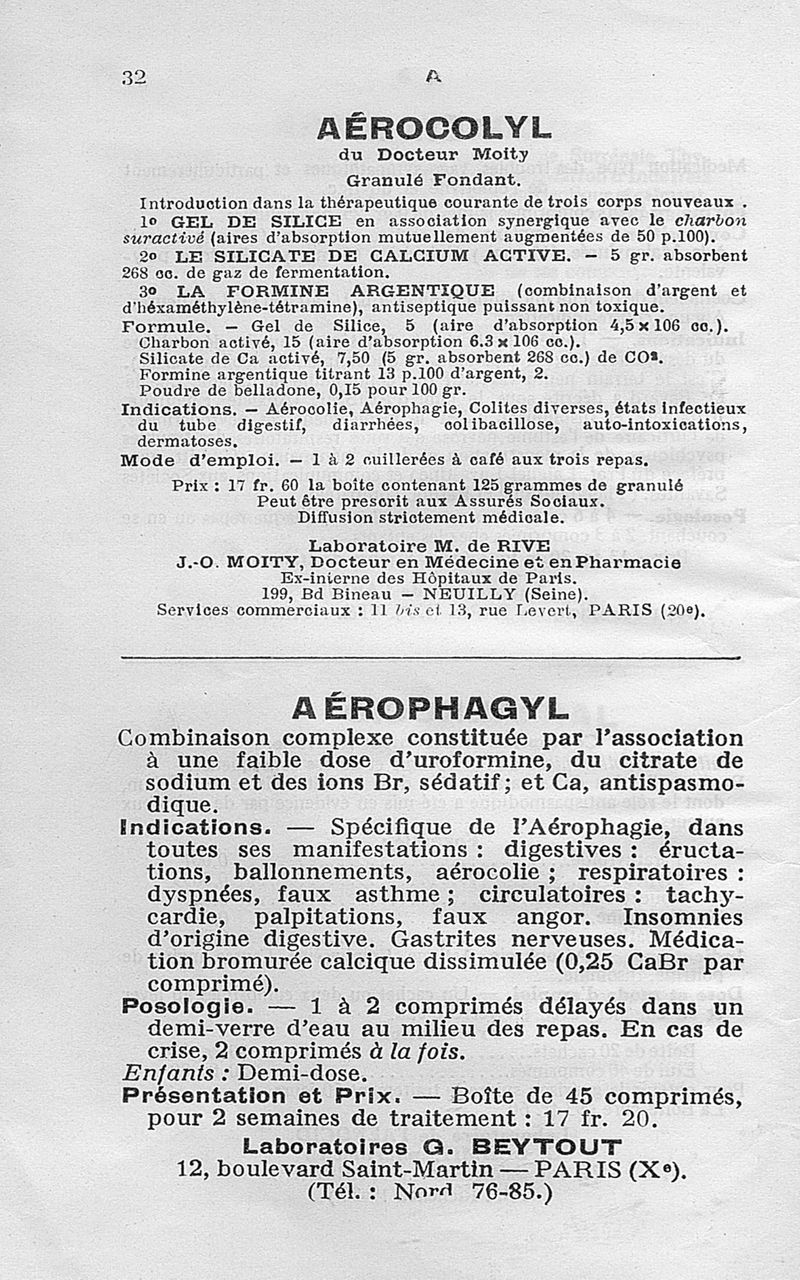 32
A
AÉROCOLYL
du Docteur Moity
Granulé Fondant.
Introduction dans la thérapeutique courante de trois corps nouveaux .
1º GEL DE SILICE en association synergique avec le charbon
suractivé (aires d'absorption mutuellement augmentées de 50 p.100).
2º LE SILICATE DE CALCIUM ACTIVE. — 5 gr. absorbent
268 cc. de gaz de fermentation.
3º LA FORMINE ARGENTIQUE (combinaison d'argent et
d'héxaméthylène-tétramine), antiseptique puissant non toxique.
Formule. — Gel de Silice, 5 (aire d'absorption 4,5 x 106 cc.).
Charbon activé, 15 (aire d'absorption 6.3 x 106 cc.).
Silicate de Ca activé, 7,50 (5 gr. absorbent 268 cc.) de CO².
Formine argentique titrant 13 p.100 d'argent, 2.
Poudre de belladone, 0,15 pour 100 gr.
Indications. — Aérocolie, Aérophagie, Colites diverses, états infectieux
du tube digestif, diarrhées, colibacillose, auto-intoxications,
dermatoses.
Mode d'emploi. — 1 à 2 cuillerées à café aux trois repas.
Prix : 17 fr. 60 la boîte contenant 125 grammes de granulé
Peut être prescrit aux Assurés Sociaux.
Diffusion strictement médicale.
Laboratoire M. de RIVE
J.-O. MOITY, Docteur en Médecine et en Pharmacie
Ex-interne des Hôpitaux de Paris.
199, Bd Bineau — NEUILLY (Seine).
Services commerciaux : 11 bis et 13, rue Levert, PARIS (20e).
AÉROPHAGYL
Combinaison complexe constituée par l'association
à une faible dose d'uroformine, du citrate de
sodium et des ions Br, sédatif; et Ca, antispasmo-
dique.
Indications. — Spécifique de l'Aérophagie, dans
toutes ses manifestations : digestives : éructa-
tions, ballonnements, aérocolie ; respiratoires :
dyspnées, faux asthme ; circulatoires : tachy-
cardie, palpitations, faux angor. Insomnies
d'origine digestive. Gastrites nerveuses. Médica-
tion bromurée calcique dissimulée (0,25 CaBr par
comprimé).
Posologie. — 1 à 2 comprimés délayés dans un
demi-verre d'eau au milieu des repas. En cas de
crise, 2 comprimés à la fois.
Enfants : Demi-dose.
Présentation et Prix. — Boîte de 45 comprimés,
pour 2 semaines de traitement : 17 fr. 20.
Laboratoires G. BEYTOUT
12, boulevard Saint-Martin — PARIS (Xe).
(Tél. : Nord 76-85.)